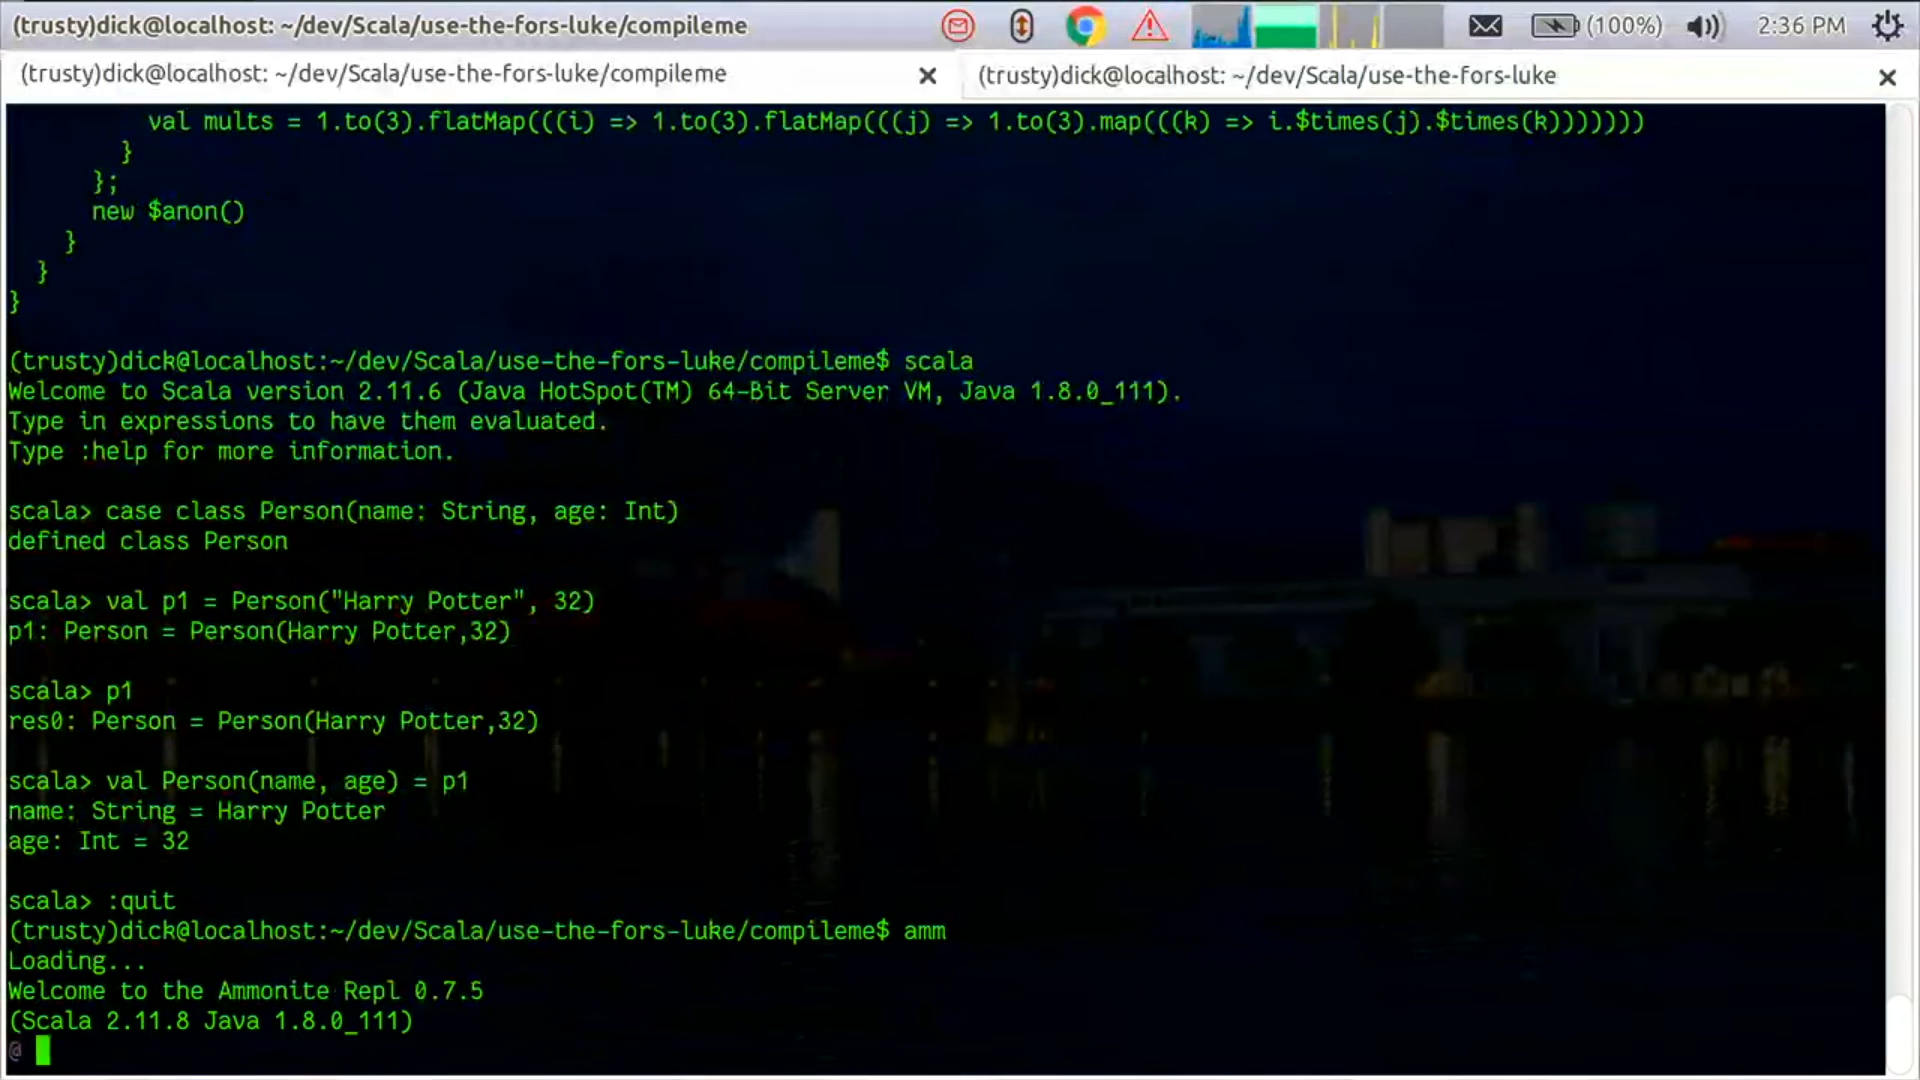 (trusty)dick@localhost: ~/dev/Scala/use-the-fors-luke/compileme
(100%)
2:36 PM
(trusty)dick@localhost: ~/dev/Scala/use-the-fors-luke/compileme
(trusty)dick@localhost: ~/dev/Scala/use-the-fors-luke
val mults = 1.to(3).flatMap(((i) => 1.to(3).flatMap(((j) => 1.to(3).map(((k) => i.$times(j).$times(k)))))))
}
};
new $anon()
}
}
}
(trusty)dick@localhost:~/dev/Scala/use-the-fors-luke/compileme$ scala
Welcome to Scala version 2.11.6 (Java HotSpot(TM) 64-Bit Server VM, Java 1.8.0_111).
Type in expressions to have them evaluated.
Type :help for more information.
scala> case class Person(name: String, age: Int)
defined class Person
scala> val p1 = Person("Harry Potter", 32)
p1: Person = Person(Harry Potter,32)
scala> p1
res0: Person = Person(Harry Potter,32)
scala> val Person(name, age) = p1
name: String = Harry Potter
age: Int = 32
scala> :quit
(trusty)dick@localhost:~/dev/Scala/use-the-fors-luke/compileme$ amm
Loading...
Welcome to the Ammonite Repl 0.7.5
(Scala 2.11.8 Java 1.8.0_111)
@